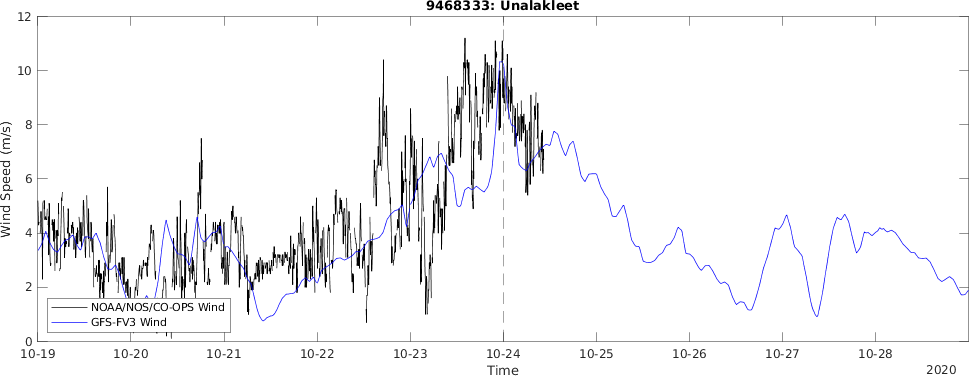 9468333: Unalakleet
12
10
8
6
4
2
0
Wind Speed (m/s)
NOAA/NOS/CO-OPS Wind
GFS-FV3 Wind
10-19 10-20 10-21 10-22 10-23 10-24 10-25 10-26 10-27 10-28
Time
2020